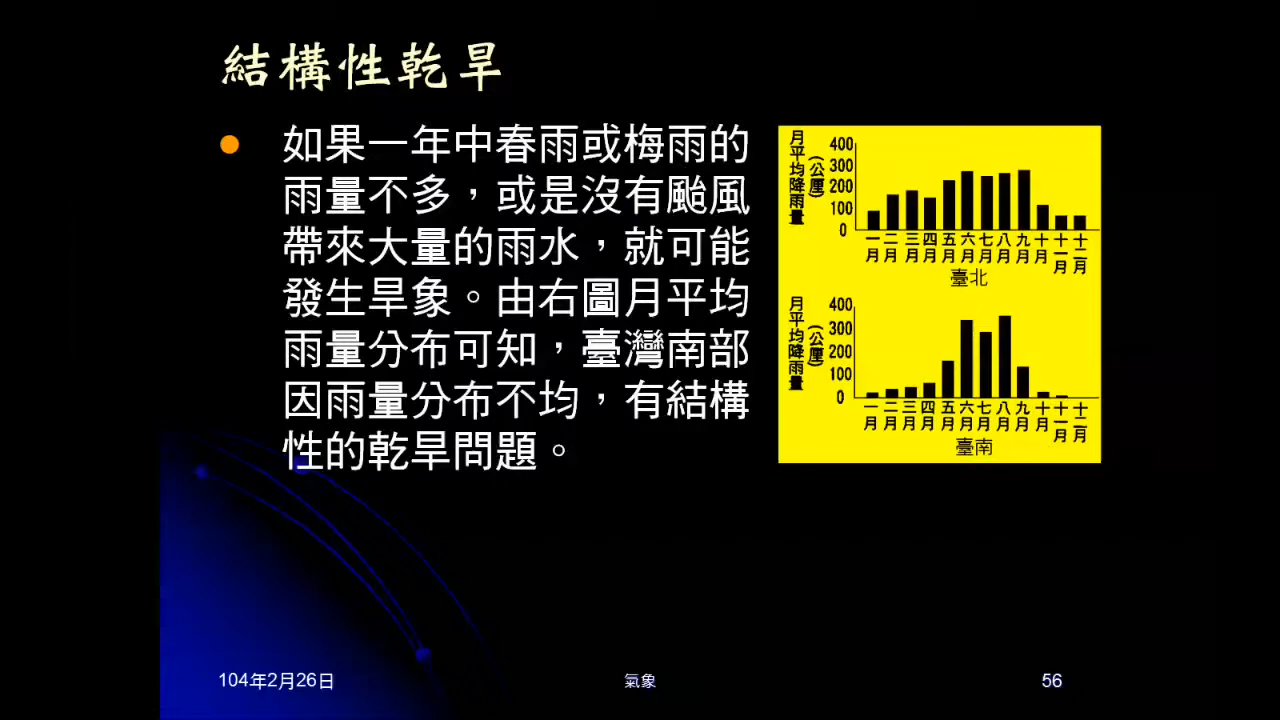 結構性乾旱
如果一年中春雨或梅雨的
雨量不多，或是沒有颱風
帶來大量的雨水，就可能
發生旱象。由右圖月平均
雨量分布可知，臺灣南部
因雨量分布不均，有結構
性的乾旱問題。
月平均降雨量
(公厘)
400
300
200
100
0
一月 二月 三月 四月 五月 六月 七月 八月 九月 十月 十一月 十二月
臺北
月平均降雨量
(公厘)
400
300
200
100
0
一月 二月 三月 四月 五月 六月 七月 八月 九月 十月 十一月 十二月
臺南
104年2月26日
氣象
56